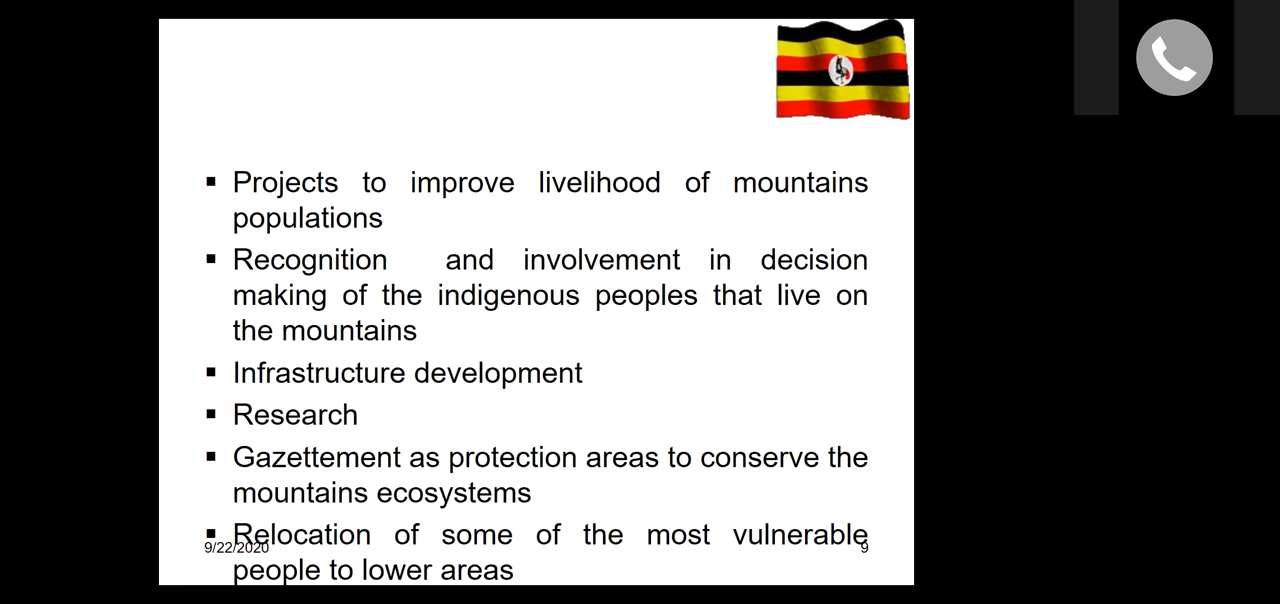 ▪ Projects to improve livelihood of mountains
populations
▪ Recognition and involvement in decision
making of the indigenous peoples that live on
the mountains
▪ Infrastructure development
▪ Research
▪ Gazettement as protection areas to conserve the
mountains ecosystems
▪ Relocation of some of the most vulnerable
9/22/2020 9
people to lower areas